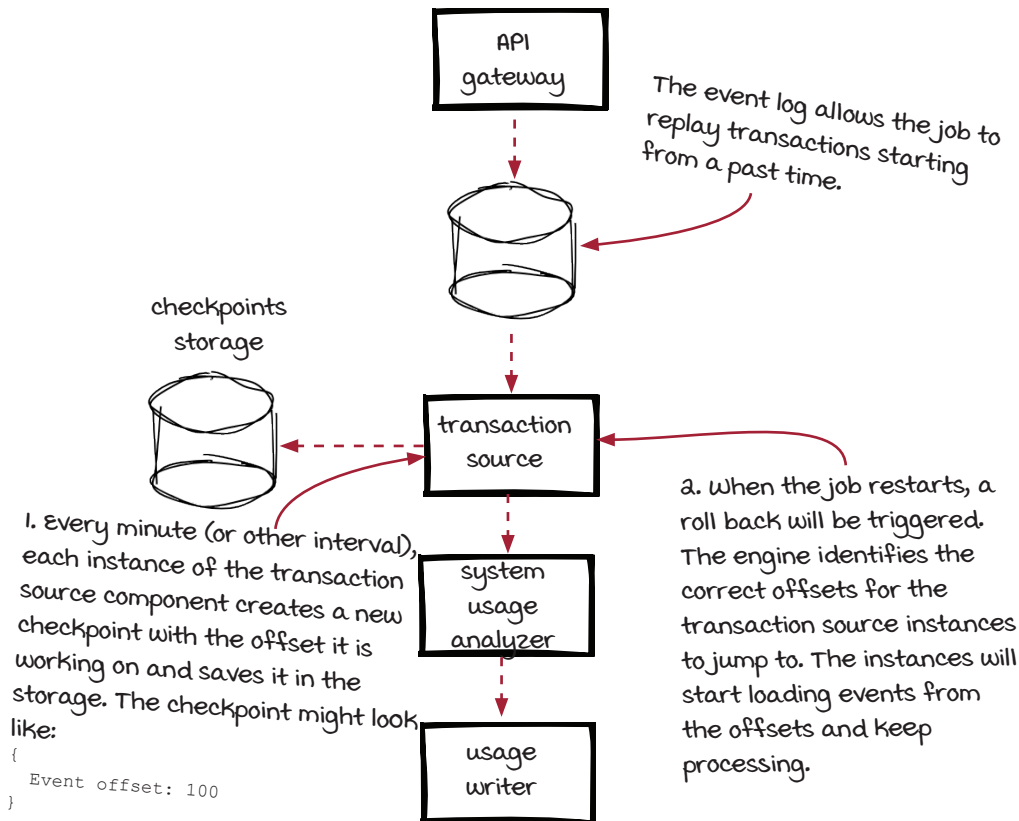 API
gateway
The event log allows the job to
replay transactions starting
from a past time.
checkpoints
storage
transaction
source
1. Every minute (or other interval),
each instance of the transaction
source component creates a new
checkpoint with the offset it is
working on and saves it in the
storage. The checkpoint might look
like:
{
Event offset: 100
}
2. When the job restarts, a
roll back will be triggered.
The engine identifies the
correct offsets for the
transaction source instances
to jump to. The instances will
start loading events from
the offsets and keep
processing.
system
usage
analyzer
usage
writer